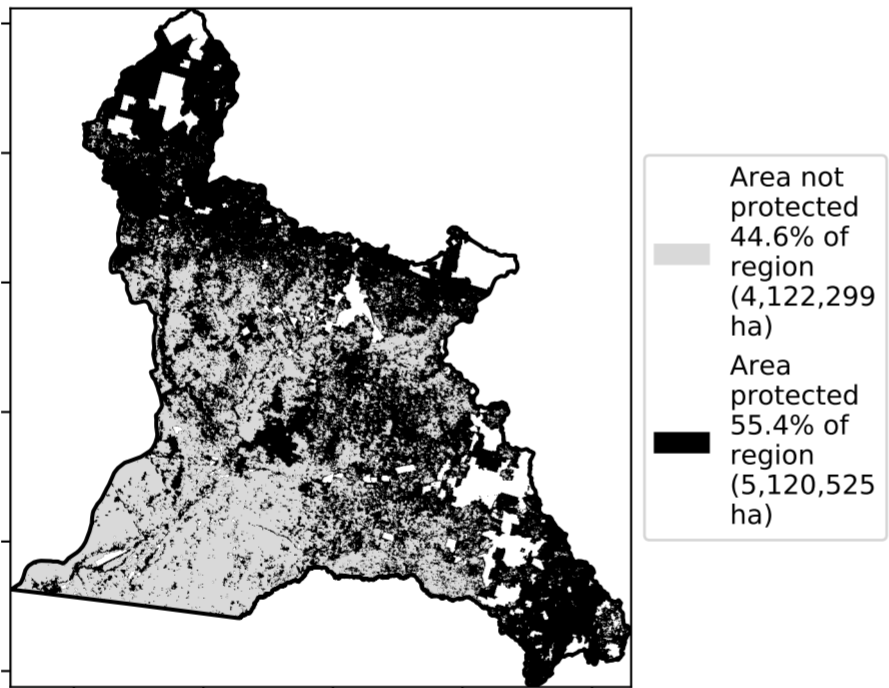 Area not
protected
44.6% of
region
(4,122,299
ha)
Area
protected
55.4% of
region
(5,120,525
ha)